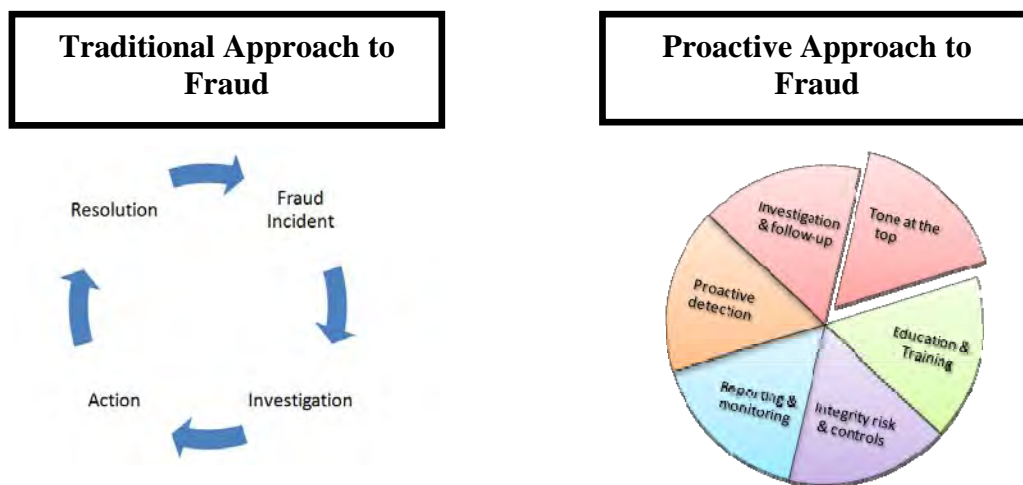 Traditional Approach to
Fraud
Proactive Approach to
Fraud
Resolution
Fraud
Incident
Investigation
Action
Investigation
& follow-up
Tone at the
top
Education &
Training
Integrity risk
& controls
Reporting &
monitoring
Proactive
detection